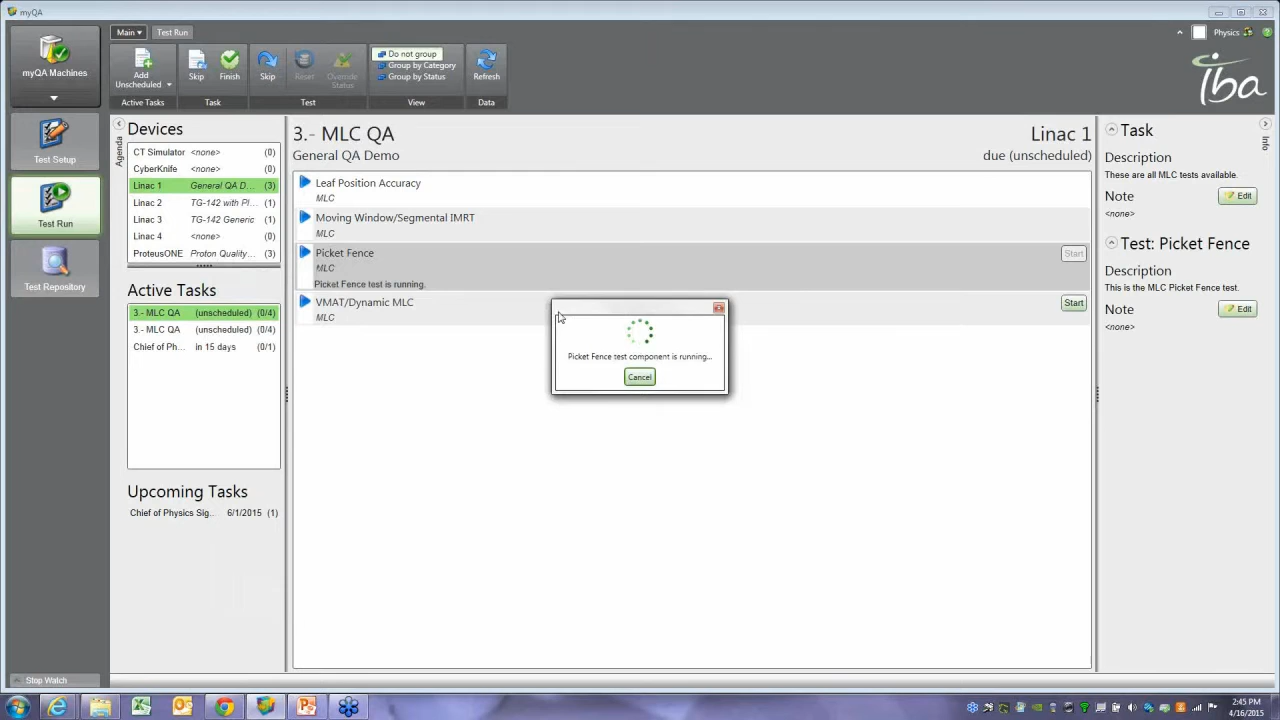 myQA
myQA Machines
Test Setup
Test Run
Test Repository
Stop Watch
Main
Test Run
Physics
Add Unscheduled
Skip
Finish
Skip
Reset
Override Status
Do not group
Group by Category
Group by Status
Refresh
Active Tasks
Task
Test
View
Data
iba
Agenda
Devices
CT Simulator <none> (0)
CyberKnife <none> (0)
Linac 1 General QA D... (3)
Linac 2 TG-142 with Pl... (1)
Linac 3 TG-142 Generic (1)
Linac 4 <none> (0)
ProteusONE Proton Quality... (3)
Active Tasks
3.- MLC QA (unscheduled) (0/4)
3.- MLC QA (unscheduled) (0/4)
Chief of Ph... in 15 days (0/1)
Upcoming Tasks
Chief of Physics Sig... 6/1/2015 (1)
3.- MLC QA
Linac 1
General QA Demo
due (unscheduled)
Leaf Position Accuracy
MLC
Moving Window/Segmental IMRT
MLC
Picket Fence
Start
MLC
Picket Fence test is running.
VMAT/Dynamic MLC
Start
MLC
Picket Fence test component is running...
Cancel
Info
Task
Description
These are all MLC tests available.
Note
Edit
<none>
Test: Picket Fence
Description
This is the MLC Picket Fence test.
Note
Edit
<none>
2:45 PM
4/16/2015